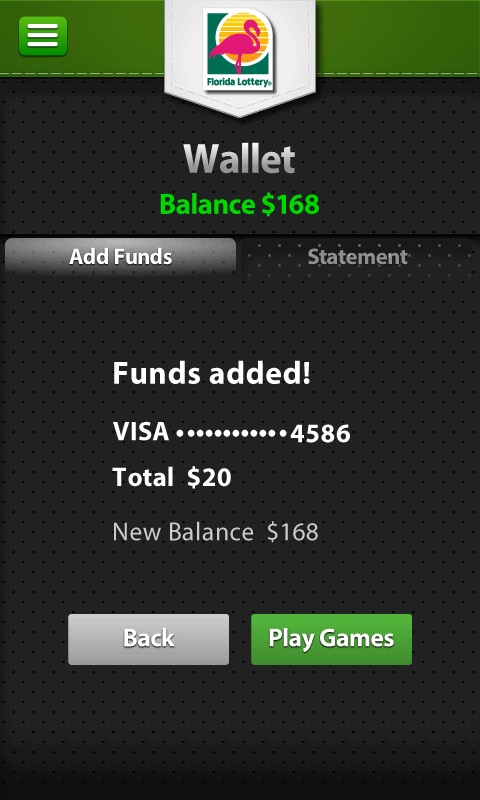 Florida Lottery
Wallet
Balance $168
Add Funds
Statement
Funds added!
VISA ••••••••••••4586
Total $20
New Balance $168
Back
Play Games